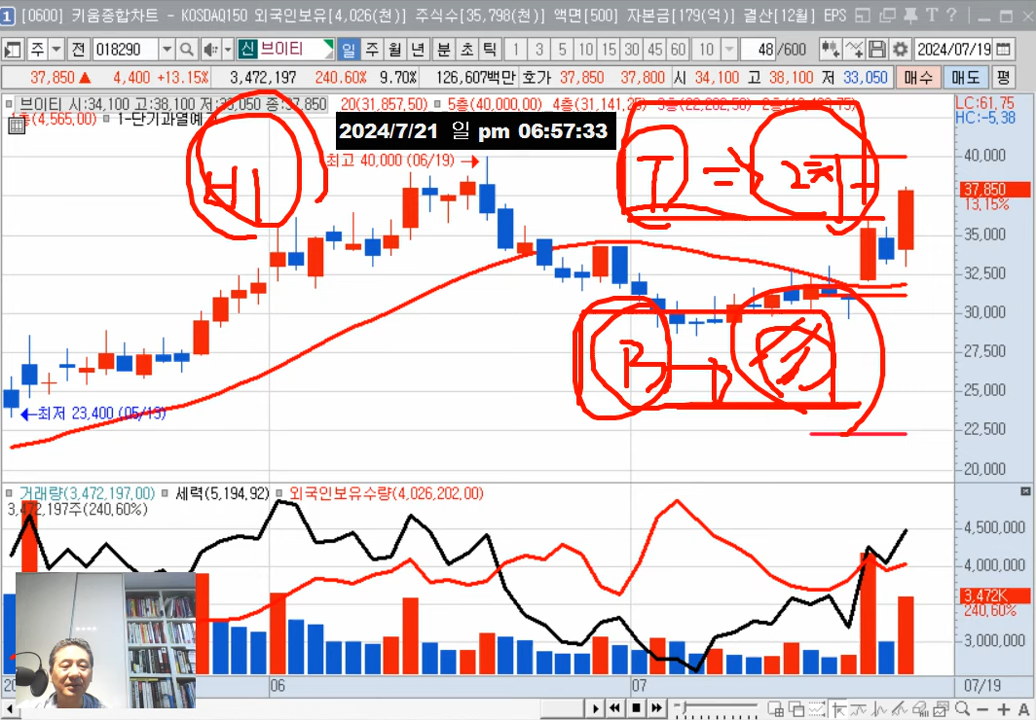 [0600] 키움종합차트 - KOSDAQ150 외국인보유[4,026(천)] 주식수[35,798(천)] 액면[500] 자본금[179(억)] 결산[12월] EPS
주 전 018290 신 브이티 일 주 월 년 분 초 틱 1 3 5 10 15 30 45 60 10 48 /600 2024/07/19
37,850 ▲ 4,400 +13.15% 3,472,197 240.60% 9.70% 126,607백만 호가 37,850 37,800 시 34,100 고 38,100 저 33,050 매수 매도 평
브이티 시:34,100 고:38,100 저:33,050 종:37,850 20(31,857,50) 5층(40,000,00) 4층(31,141,25)
LC:61,75
(4,565,00) 1-단기과열예
HC:-5,38
2024/7/21 일 pm 06:57:33
최고 40,000 (06/19) →
40,000
37,850
13,15%
35,000
32,500
30,000
27,500
25,000
←최저 23,400
22,500
20,000
T
B
거래량(3,472,197,00) 세력(5,194,92) 외국인보유수량(4,026,202,00)
3,472,197주(240,60%)
4,500,000
4,000,000
3,472K
240,60%
3,000,000
20 06 07 07/19
A